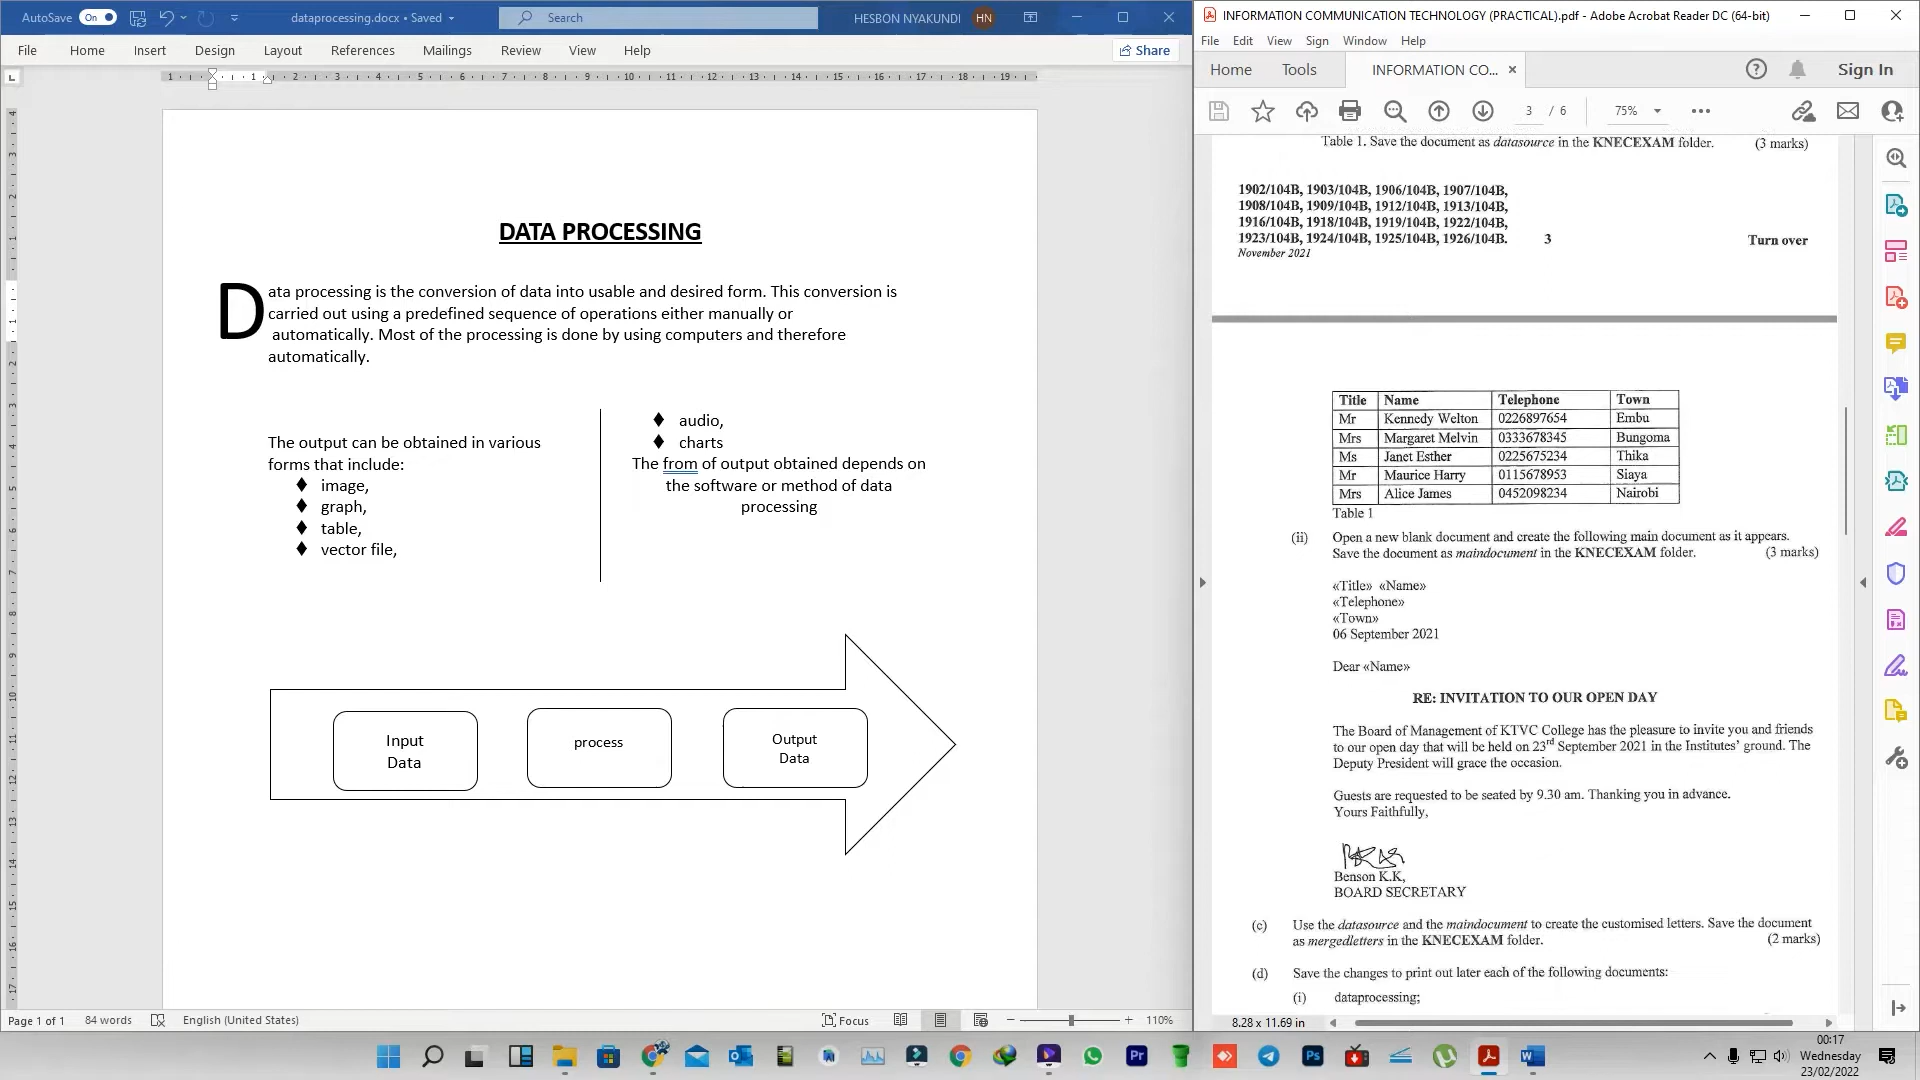 AutoSave On dataprocessing.docx • Saved Search HESBON NYAKUNDI HN
File Home Insert Design Layout References Mailings Review View Help Share
DATA PROCESSING
Data processing is the conversion of data into usable and desired form. This conversion is
carried out using a predefined sequence of operations either manually or
automatically. Most of the processing is done by using computers and therefore
automatically.
The output can be obtained in various
forms that include:
♦ image,
♦ graph,
♦ table,
♦ vector file,
♦ audio,
♦ charts
The from of output obtained depends on
the software or method of data
processing
Input
Data
process
Output
Data
Page 1 of 1 84 words English (United States) Focus 110%
INFORMATION COMMUNICATION TECHNOLOGY (PRACTICAL).pdf - Adobe Acrobat Reader DC (64-bit)
File Edit View Sign Window Help
Home Tools INFORMATION CO... × Sign In
3 / 6 75%
Table 1. Save the document as datasource in the KNECEXAM folder. (3 marks)
1902/104B, 1903/104B, 1906/104B, 1907/104B,
1908/104B, 1909/104B, 1912/104B, 1913/104B,
1916/104B, 1918/104B, 1919/104B, 1922/104B,
1923/104B, 1924/104B, 1925/104B, 1926/104B. 3 Turn over
November 2021
Title Name Telephone Town
Mr Kennedy Welton 0226897654 Embu
Mrs Margaret Melvin 0333678345 Bungoma
Ms Janet Esther 0225675234 Thika
Mr Maurice Harry 0115678953 Siaya
Mrs Alice James 0452098234 Nairobi
Table 1
(ii) Open a new blank document and create the following main document as it appears.
Save the document as maindocument in the KNECEXAM folder. (3 marks)
«Title» «Name»
«Telephone»
«Town»
06 September 2021
Dear «Name»
RE: INVITATION TO OUR OPEN DAY
The Board of Management of KTVC College has the pleasure to invite you and friends
to our open day that will be held on 23rd September 2021 in the Institutes' ground. The
Deputy President will grace the occasion.
Guests are requested to be seated by 9.30 am. Thanking you in advance.
Yours Faithfully,
Benson K.K,
BOARD SECRETARY
(c) Use the datasource and the maindocument to create the customised letters. Save the document
as mergedletters in the KNECEXAM folder. (2 marks)
(d) Save the changes to print out later each of the following documents:
(i) dataprocessing;
8.28 x 11.69 in
00:17
Wednesday
23/02/2022